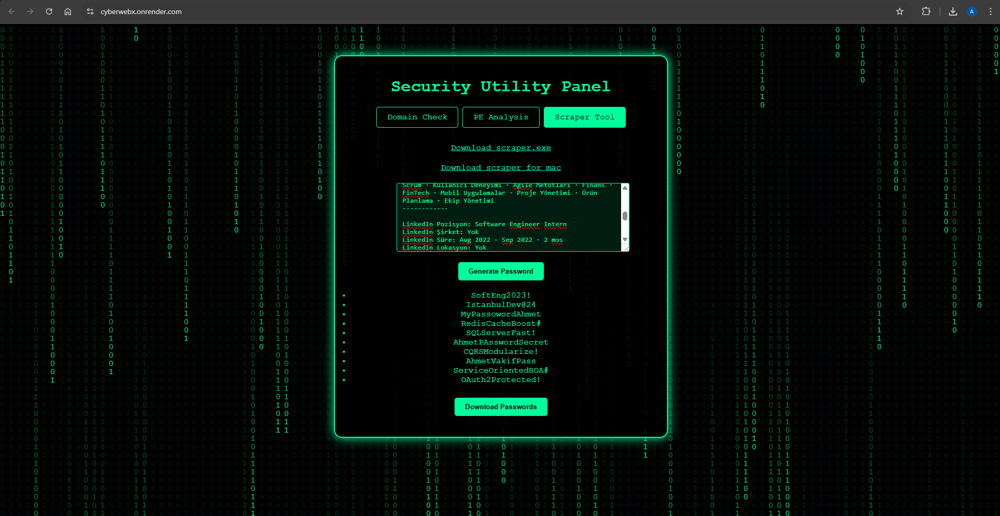 cyberwebx.onrender.com
A
Security Utility Panel
Domain Check
PE Analysis
Scraper Tool
Download scraper.exe
Download scraper for mac
Scrum · Kullanıcı Deneyimi · Agile Metotları · Finans ·
FinTech · Mobil Uygulamalar · Proje Yönetimi · Ürün
Planlama · Ekip Yönetimi
------------
LinkedIn Pozisyon: Software Engineer Intern
LinkedIn Şirket: Yok
LinkedIn Süre: Aug 2022 - Sep 2022 · 2 mos
LinkedIn Lokasyon: Yok
Generate Password
• SoftEng2023!
• IstanbulDev@24
• MyPassowordAhmet
• RedisCacheBoost#
• SQLServerFast!
• AhmetPAsswordSecret
• CQRSModularize!
• AhmetVakifPass
• ServiceOrientedBOA#
• OAuth2Protected!
Download Passwords